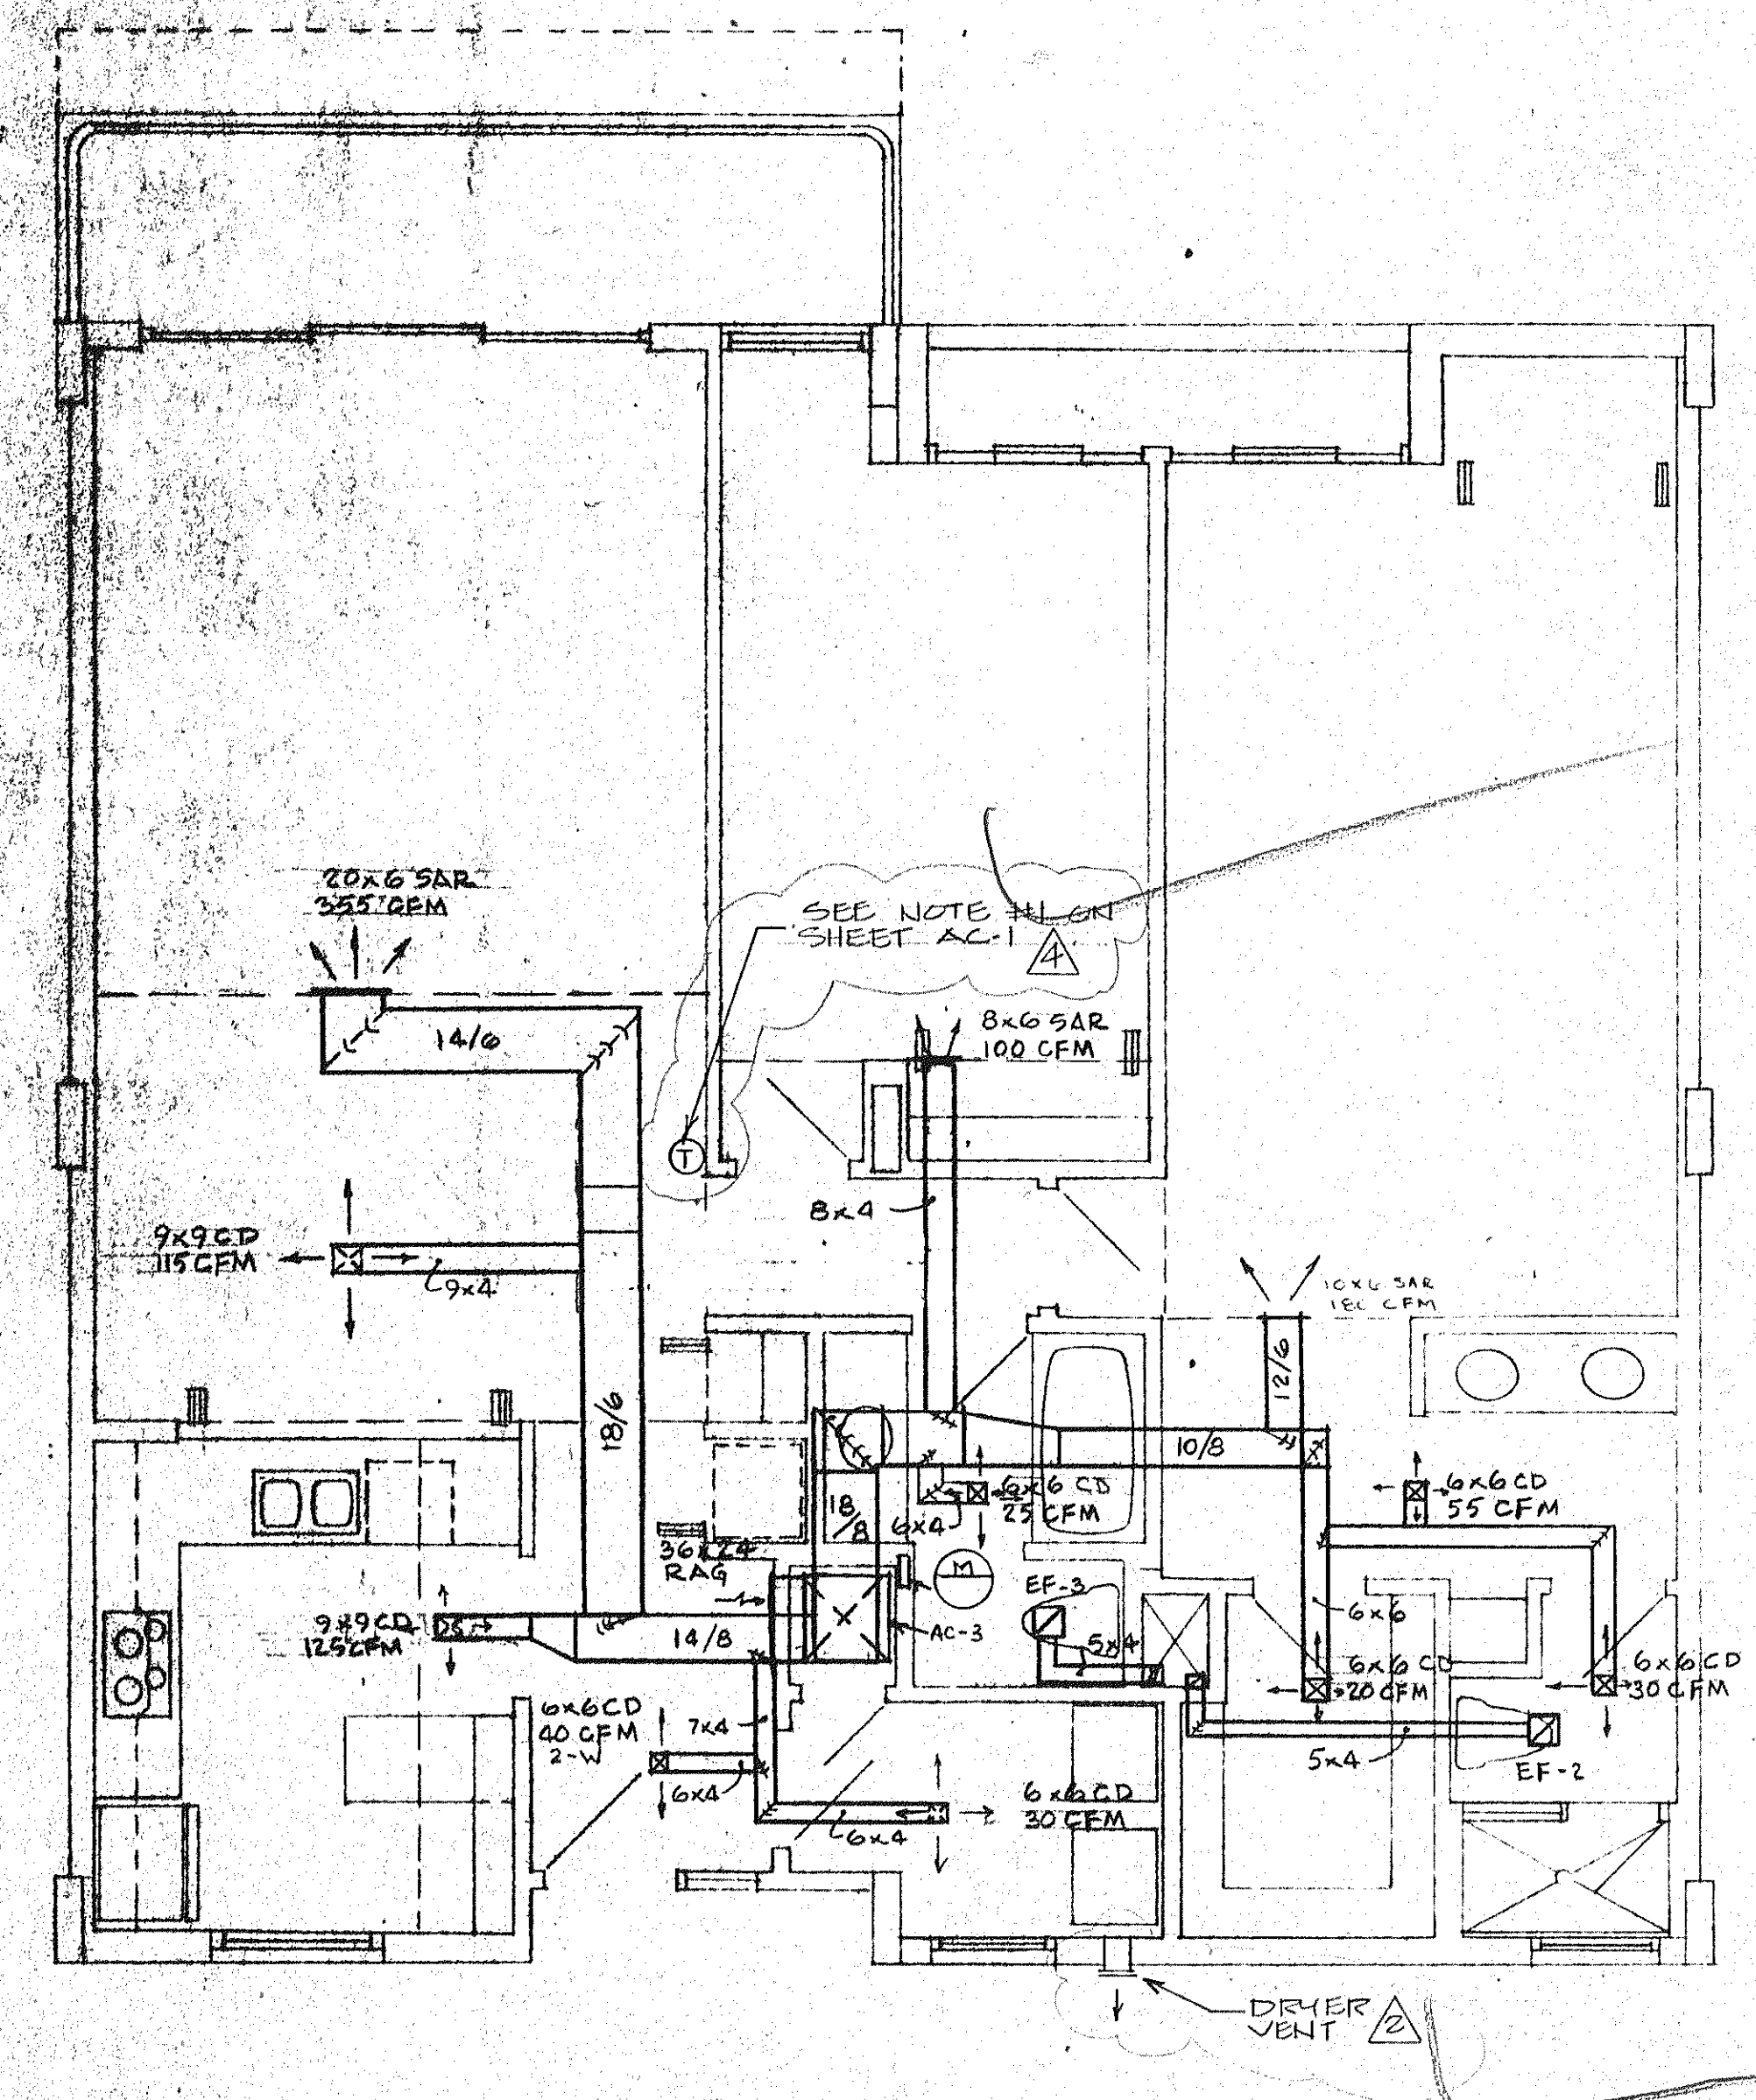 20x6 SAR
355 CFM
SEE NOTE #1 ON
SHEET AC-1
4
8x6 SAR
100 CFM
14/6
T
8x4
9x9 CD
115 CFM
9x4
10x6 SAR
CFM
12/6
18/6
10/8
6x6 CD
55 CFM
6x6 CD
25 CFM
6x4
18
/8
36x24
RAG
M
EF-3
6x6
9x9 CD
125 CFM
14/8
AC-3
5x4
6x6 CD
20 CFM
6x6 CD
30 CFM
6x6 CD
40 CFM
2-W
7x4
6x4
5x4
EF-2
6x6 CD
30 CFM
6x4
DRYER
VENT
2